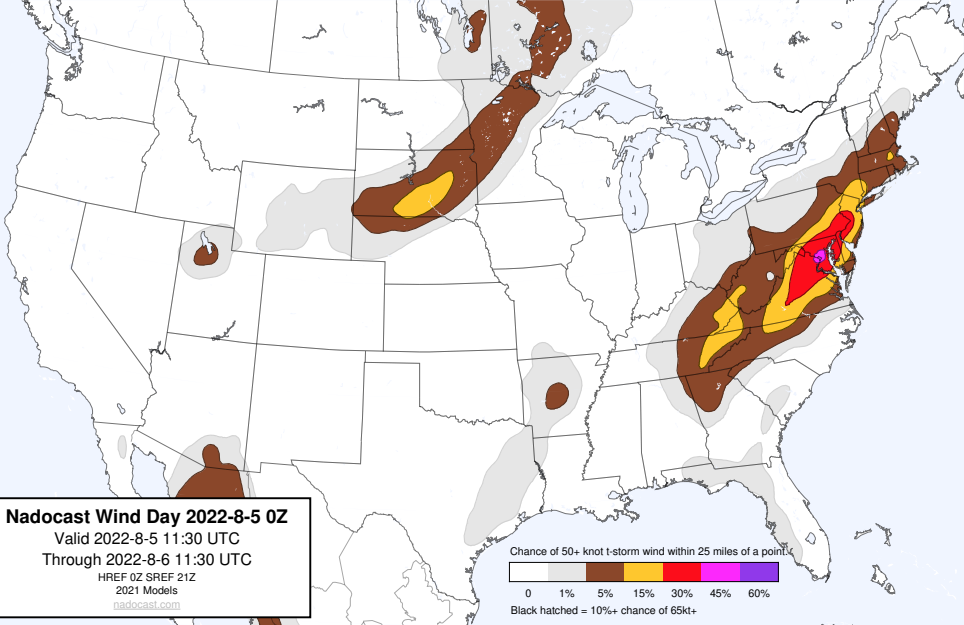 Nadocast Wind Day 2022-8-5 0Z
Valid 2022-8-5 11:30 UTC
Through 2022-8-6 11:30 UTC
HREF 0Z SREF 21Z
2021 Models
nadocast.com
Chance of 50+ knot t-storm wind within 25 miles of a point.
0 1% 5% 15% 30% 45% 60%
Black hatched = 10%+ chance of 65kt+